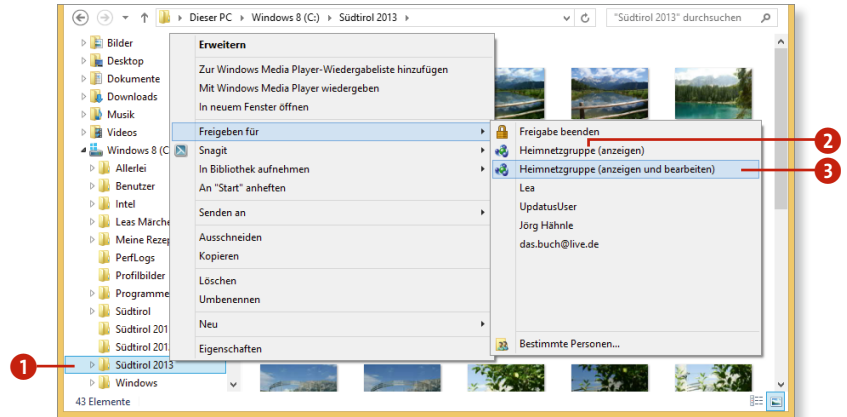 Dieser PC ▸ Windows 8 (C:) ▸ Südtirol 2013 ▸
"Südtirol 2013" durchsuchen
Bilder
Desktop
Dokumente
Downloads
Musik
Videos
Windows 8 (C
Allerlei
Benutzer
Intel
Leas Märche
Meine Rezep
PerfLogs
Profilbilder
Programme
Südtirol
Südtirol 201
Südtirol 201
Südtirol 2013
Windows
43 Elemente
Erweitern
Zur Windows Media Player-Wiedergabeliste hinzufügen
Mit Windows Media Player wiedergeben
In neuem Fenster öffnen
Freigeben für
Snagit
In Bibliothek aufnehmen
An "Start" anheften
Senden an
Ausschneiden
Kopieren
Löschen
Umbenennen
Neu
Eigenschaften
Freigabe beenden
Heimnetzgruppe (anzeigen)
Heimnetzgruppe (anzeigen und bearbeiten)
Lea
UpdatusUser
Jörg Hähnle
das.buch@live.de
Bestimmte Personen...
1
2
3